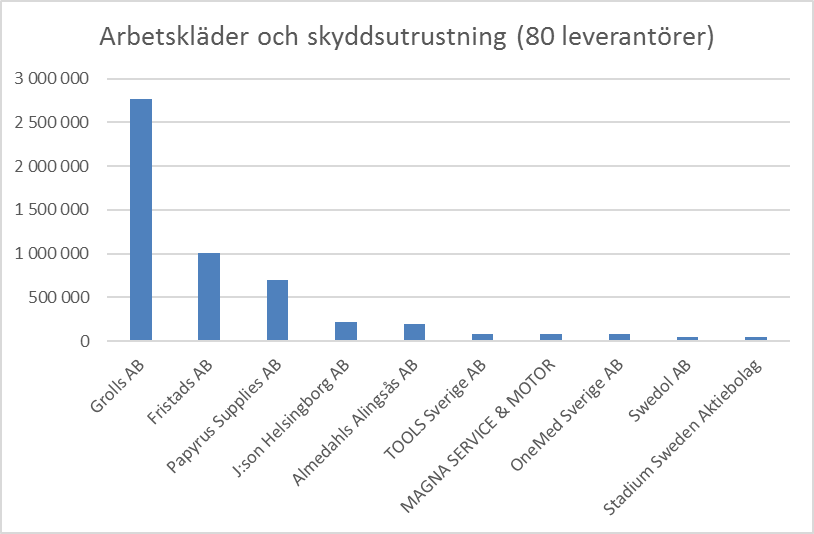 Arbetskläder och skyddsutrustning (80 leverantörer)
3 000 000
2 500 000
2 000 000
1 500 000
1 000 000
500 000
0
Grolls AB
Fristads AB
Papyrus Supplies AB
J:son Helsingborg AB
Almedahls Alingsås AB
TOOLS Sverige AB
MAGNA SERVICE & MOTOR
OneMed Sverige AB
Swedol AB
Stadium Sweden Aktiebolag